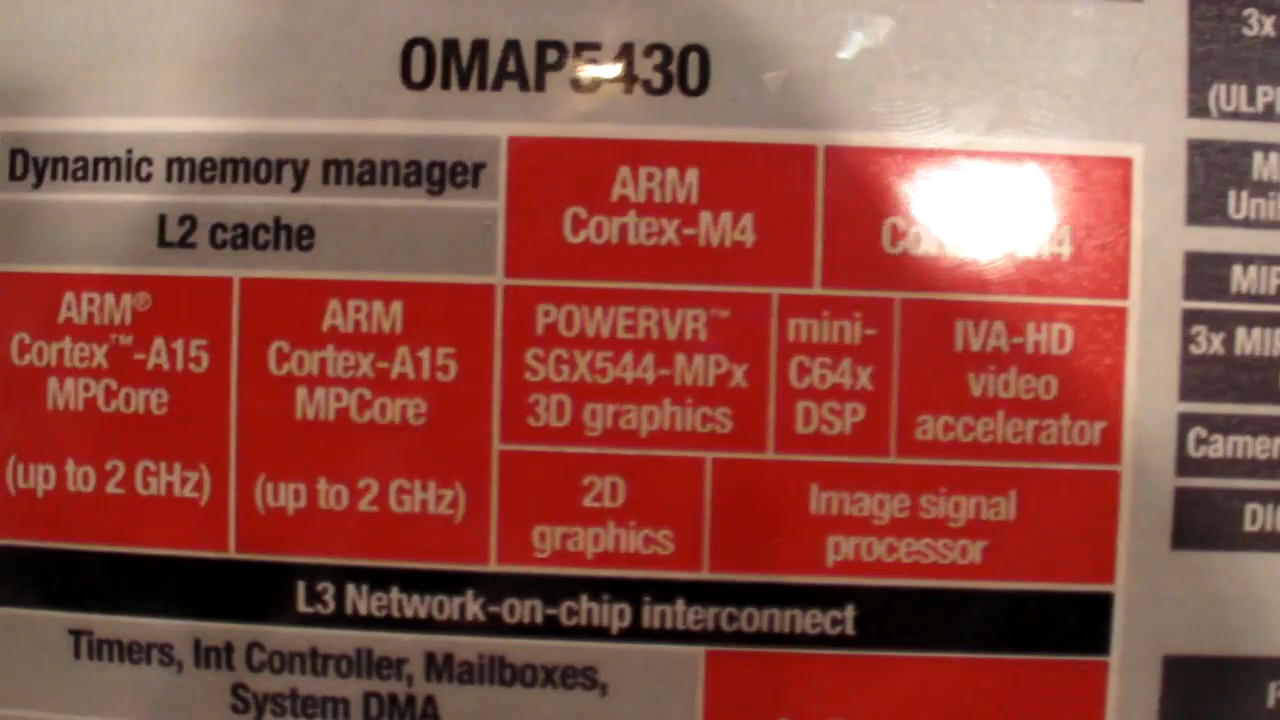 OMAP5430
Dynamic memory manager
L2 cache
ARM
Cortex-M4
ARM®
Cortex™-A15
MPCore
(up to 2 GHz)
ARM
Cortex-A15
MPCore
(up to 2 GHz)
POWERVR™
SGX544-MPx
3D graphics
mini-
C64x
DSP
IVA-HD
video
accelerator
2D
graphics
Image signal
processor
L3 Network-on-chip interconnect
Timers, Int Controller, Mailboxes,
System DMA
3x
(ULPI
3x